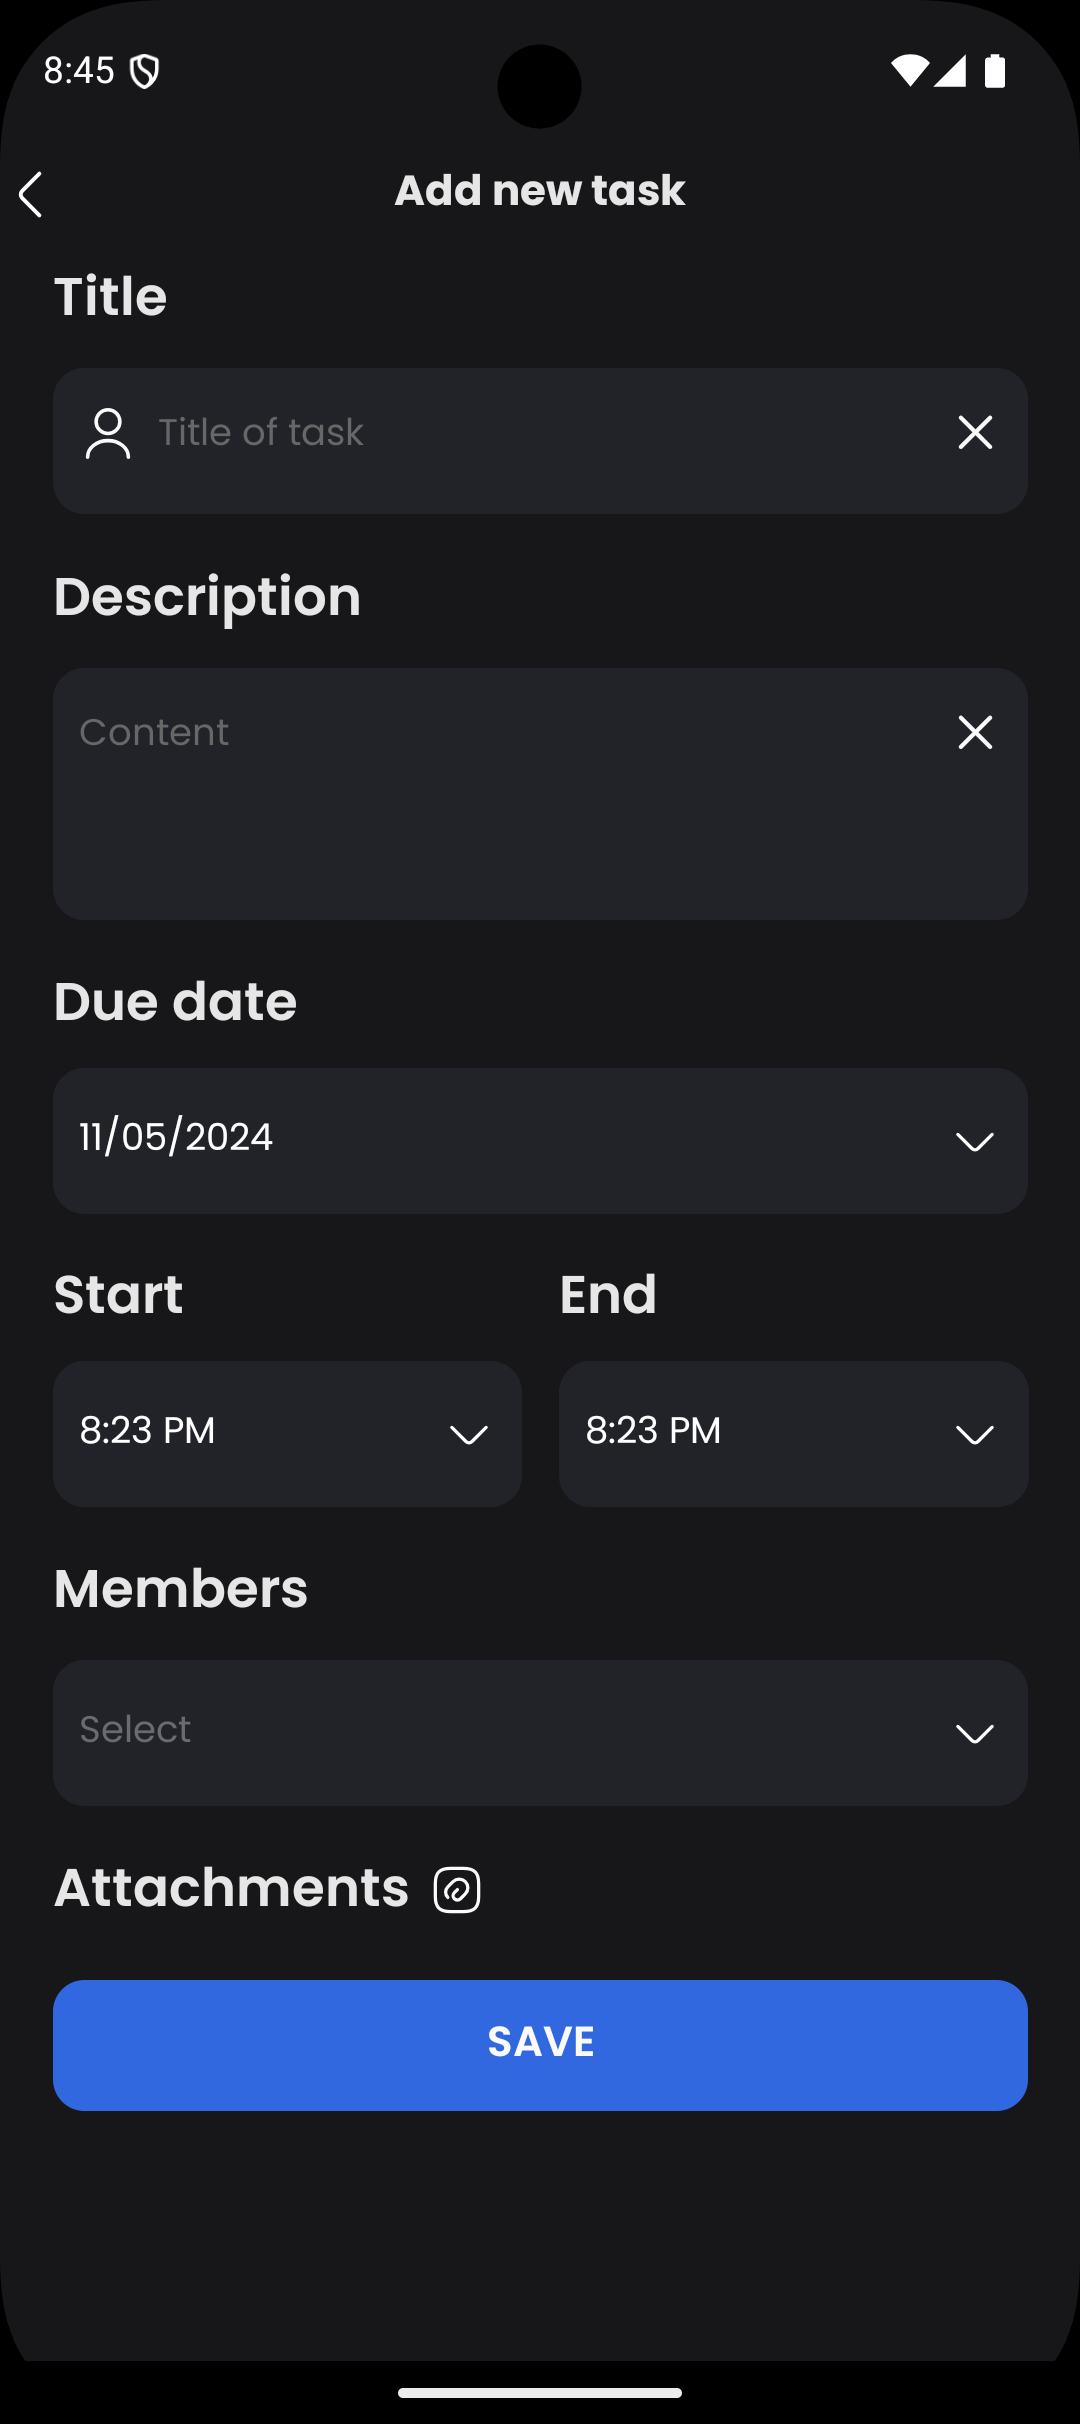 8:45
Add new task
Title
Title of task
Description
Content
Due date
11/05/2024
Start End
8:23 PM 8:23 PM
Members
Select
Attachments
SAVE